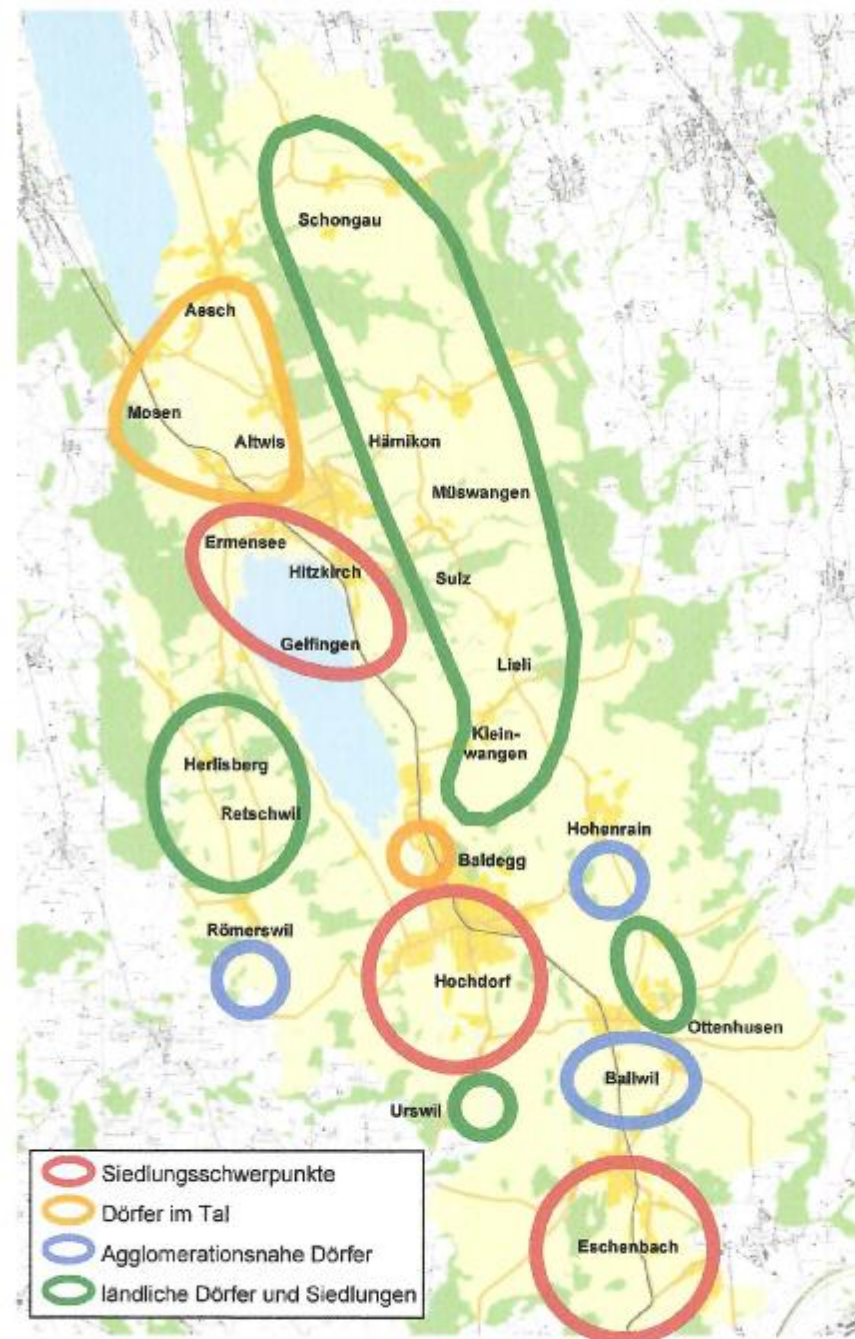 Schongau
Aesch
Mosen
Altwis
Hämikon
Müswangen
Ermensee
Hitzkirch
Sulz
Gelfingen
Lieli
Klein-
wangen
Herlisberg
Retschwil
Hohenrain
Baldegg
Römerswil
Hochdorf
Ottenhusen
Ballwil
Urswil
Eschenbach
Siedlungsschwerpunkte
Dörfer im Tal
Agglomerationsnahe Dörfer
ländliche Dörfer und Siedlungen